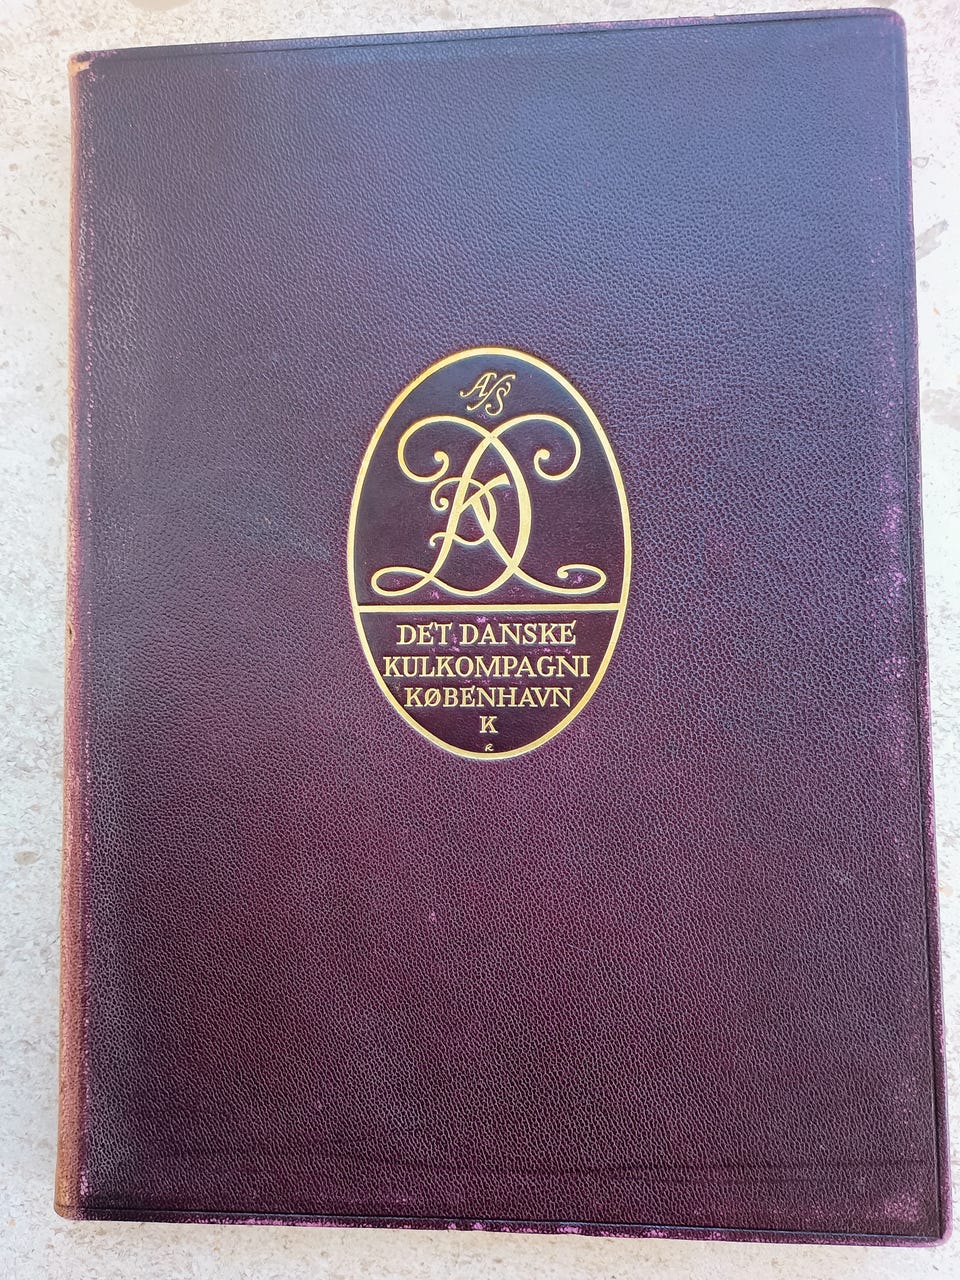 A/S
DET DANSKE
KULKOMPAGNI
KØBENHAVN
K